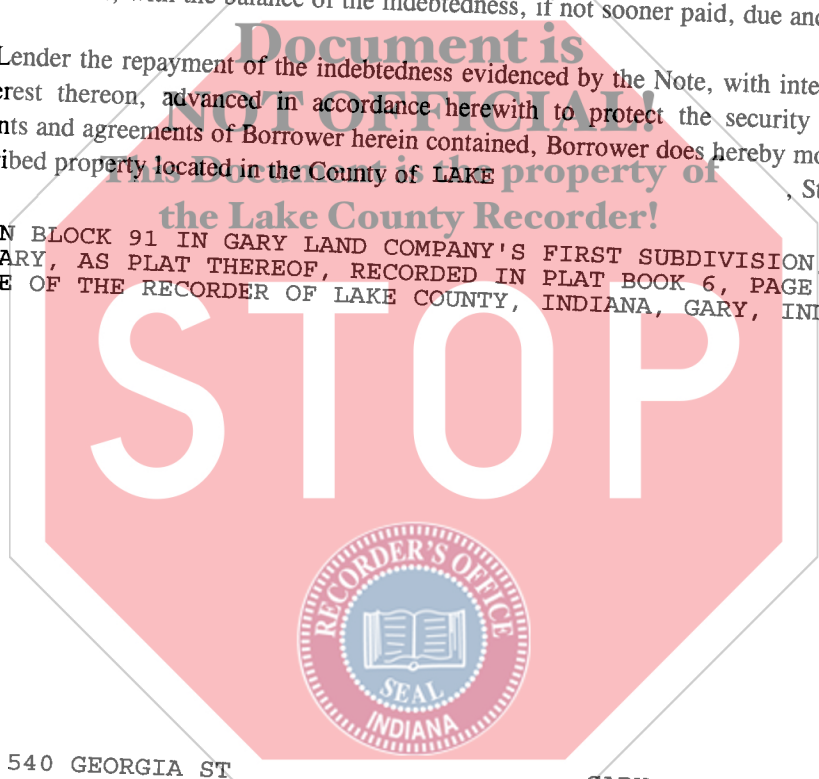 , with the balance of the indebtedness, if not sooner paid, due and
Document is
Lender the repayment of the indebtedness evidenced by the Note, with inte
erest thereon, advanced in accordance herewith to protect the security
NOT OFFICIAL!
nts and agreements of Borrower herein contained, Borrower does hereby mo
ribed property located in the County of LAKE , St
This Document is the property of
the Lake County Recorder!
N BLOCK 91 IN GARY LAND COMPANY'S FIRST SUBDIVISION,
ARY, AS PLAT THEREOF, RECORDED IN PLAT BOOK 6, PAGE
E OF THE RECORDER OF LAKE COUNTY, INDIANA, GARY, IND
STOP
RECORDER'S OFFICE
SEAL
INDIANA
540 GEORGIA ST GARY